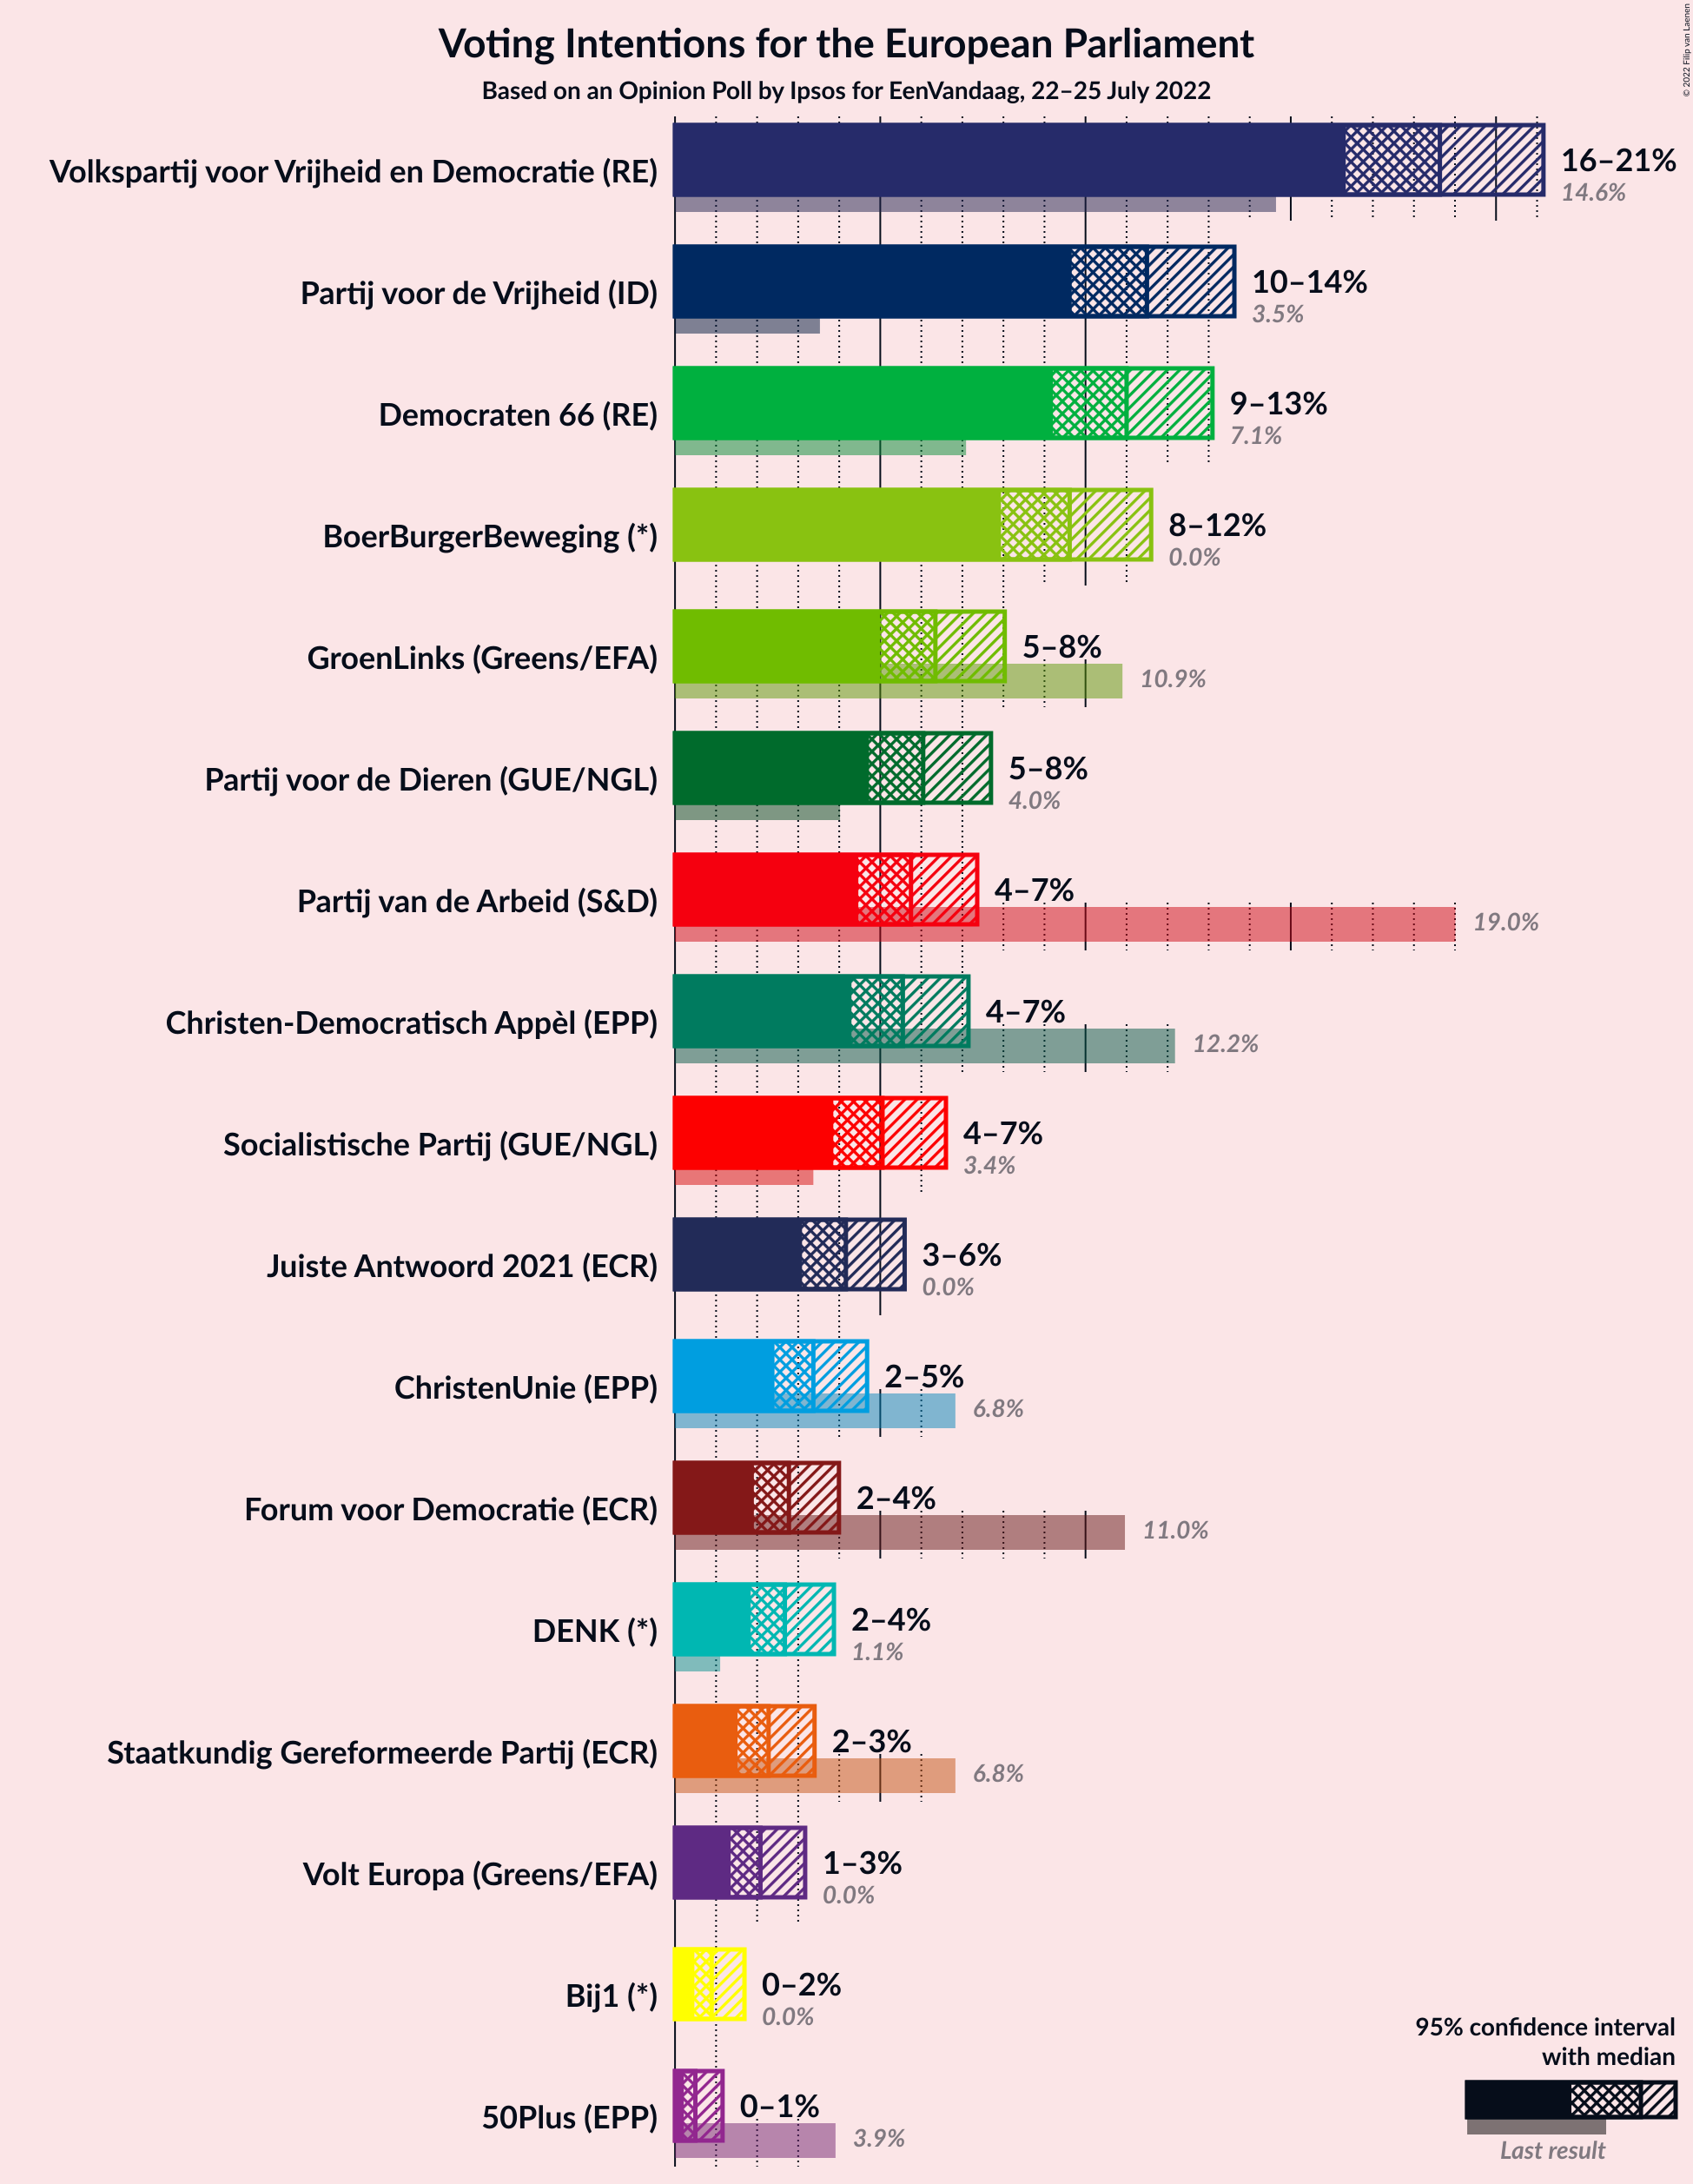 Voting Intentions for the European Parliament
Based on an Opinion Poll by Ipsos for EenVandaag, 22–25 July 2022
© 2022 Filip van Laenen
Volkspartij voor Vrijheid en Democratie (RE)
16–21%
14.6%
Partij voor de Vrijheid (ID)
10–14%
3.5%
Democraten 66 (RE)
9–13%
7.1%
BoerBurgerBeweging (*)
8–12%
0.0%
GroenLinks (Greens/EFA)
5–8%
10.9%
Partij voor de Dieren (GUE/NGL)
5–8%
4.0%
Partij van de Arbeid (S&D)
4–7%
19.0%
Christen-Democratisch Appèl (EPP)
4–7%
12.2%
Socialistische Partij (GUE/NGL)
4–7%
3.4%
Juiste Antwoord 2021 (ECR)
3–6%
0.0%
ChristenUnie (EPP)
2–5%
6.8%
Forum voor Democratie (ECR)
2–4%
11.0%
DENK (*)
2–4%
1.1%
Staatkundig Gereformeerde Partij (ECR)
2–3%
6.8%
Volt Europa (Greens/EFA)
1–3%
0.0%
Bij1 (*)
0–2%
0.0%
50Plus (EPP)
0–1%
3.9%
95% confidence interval
with median
Last result